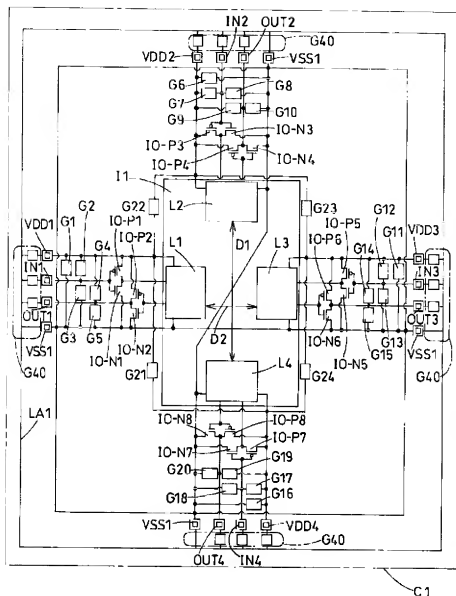 IN2 OUT2
G40
VDD2 VSS1
G6 G8
G7
G9 G10
IO-P3 IO-N3
IO-P4 IO-N4
I1
G22 L2 G23
VDD1 G1 G2 IO-P1 IO-P2 G4 L1 D1 L3 IO-P5 IO-P6 G14 G12 G11 VDD3
IN1 IN3
OUT1 OUT3
G40 VSS1 G3 G5 IO-N1 IO-N2 D2 IO-N6 IO-N5 G15 G13 VSS1 G40
G21 L4 G24
IO-N8 IO-P8
IO-N7 IO-P7
G20 G19
G18 G17
G16
LA1
VSS1 VDD4
G40
OUT4 IN4
C1